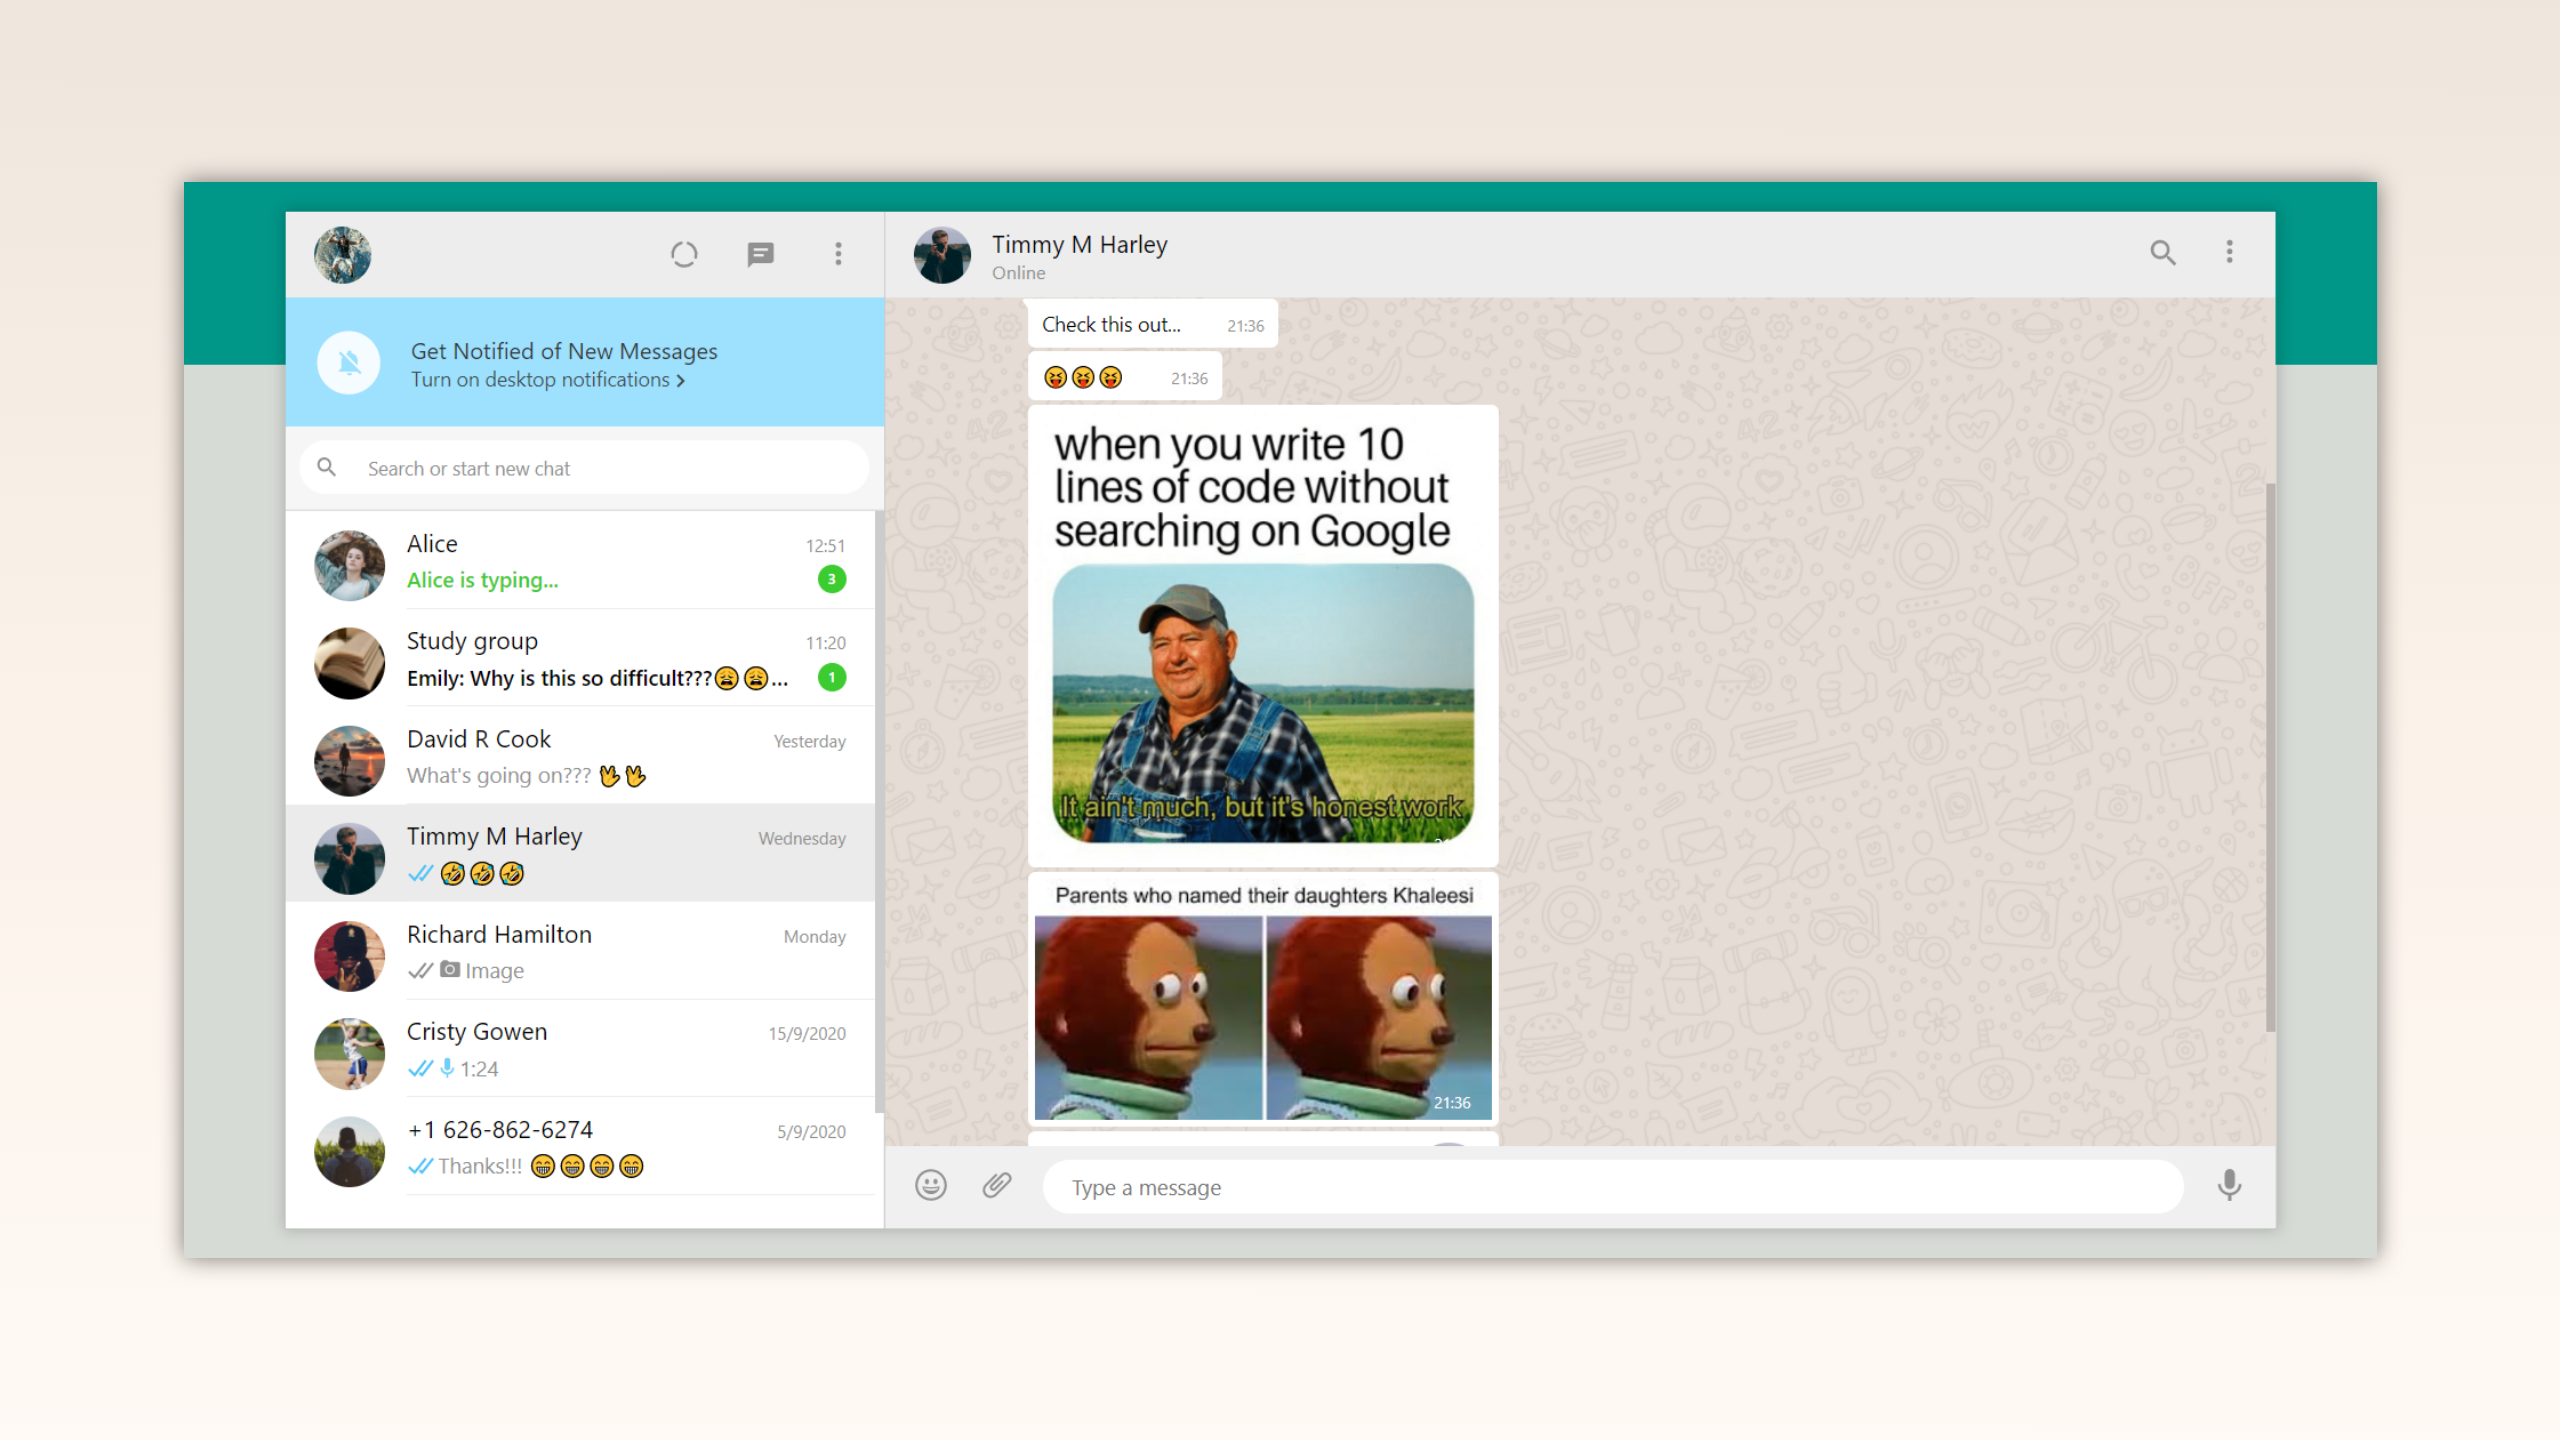 Get Notified of New Messages
Turn on desktop notifications
Search or start new chat
Alice
12:51
Alice is typing...
3
Study group
11:20
Emily: Why is this so difficult???😩😩...
1
David R Cook
Yesterday
What's going on??? 🖖🖖
Timmy M Harley
Wednesday
🤣🤣🤣
Richard Hamilton
Monday
Image
Cristy Gowen
15/9/2020
1:24
+1 626-862-6274
5/9/2020
Thanks!!! 😁😁😁😁
Timmy M Harley
Online
Check this out... 21:36
😝😝😝 21:36
when you write 10
lines of code without
searching on Google
It ain't much, but it's honest work
Parents who named their daughters Khaleesi
21:36
Type a message